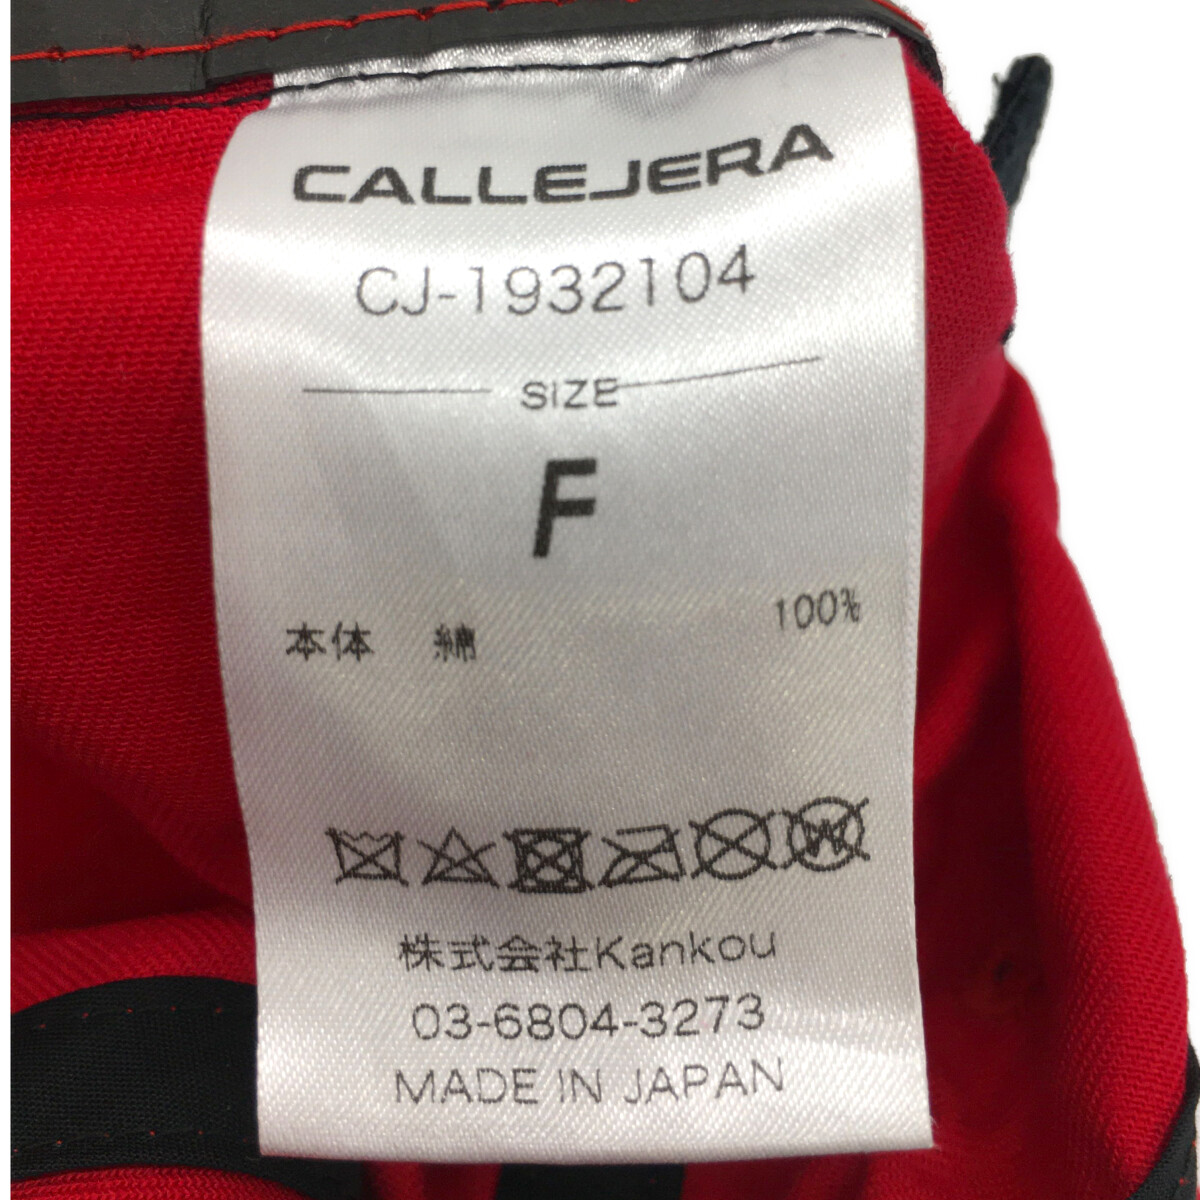 CALLEJERA
CJ-1932104
SIZE
F
本体 綿 100%
W
株式会社Kankou
03-6804-3273
MADE IN JAPAN